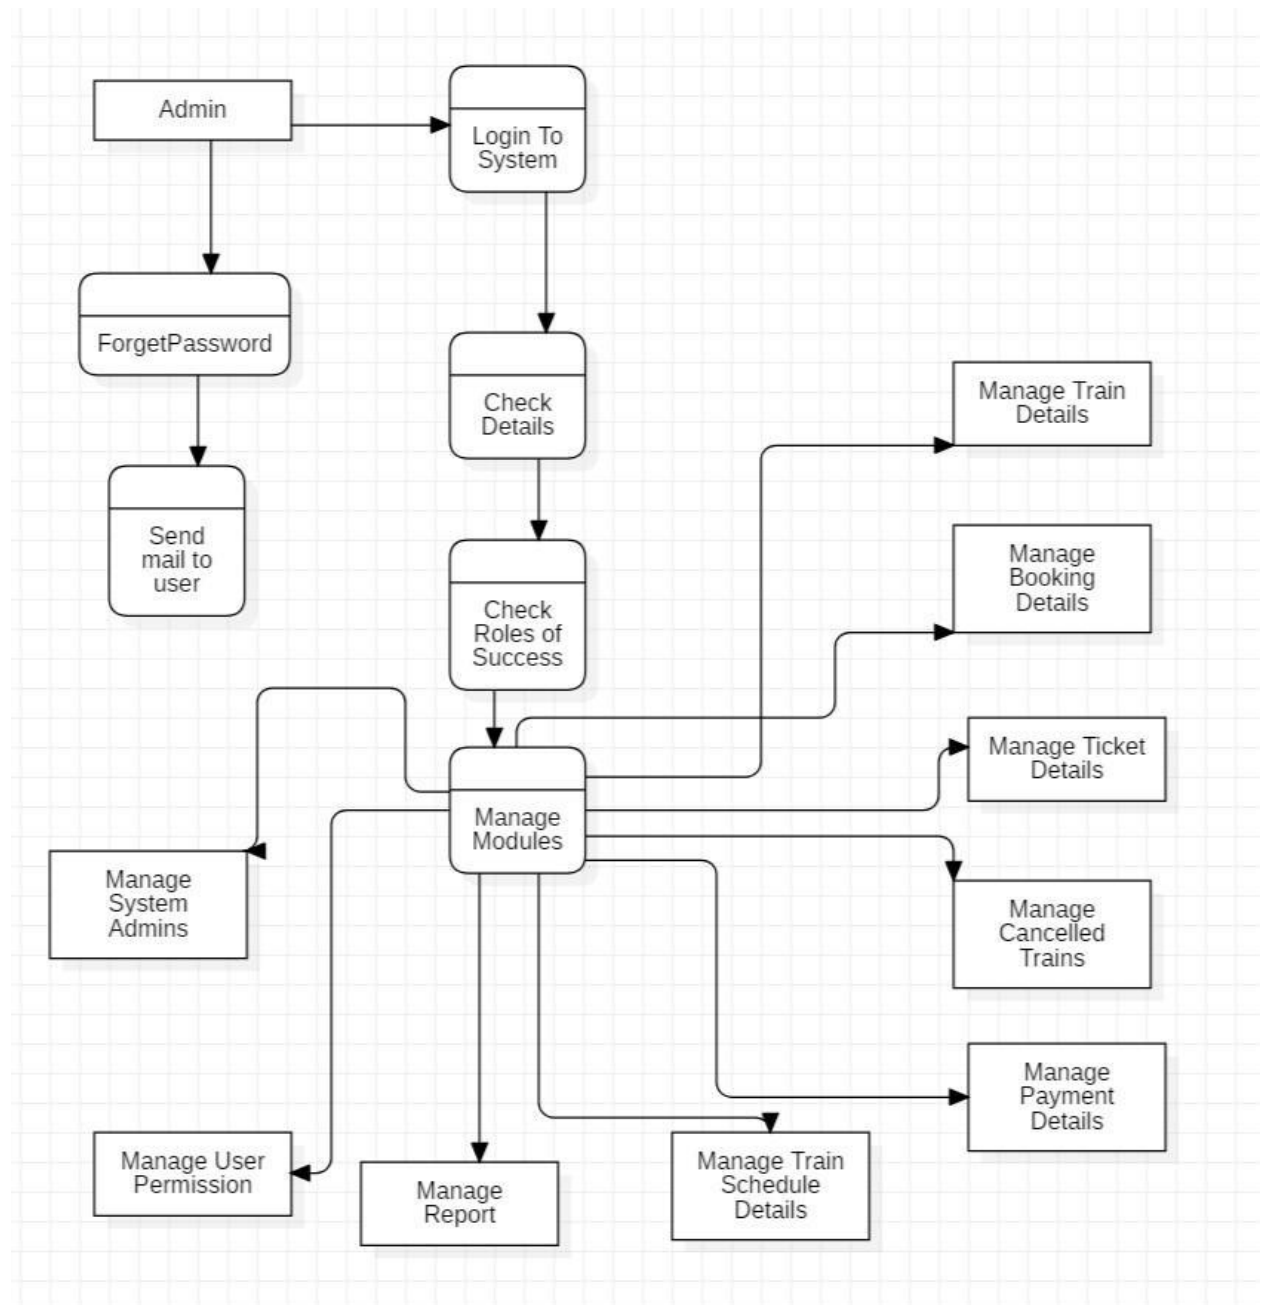 Admin
Login To
System
ForgetPassword
Check
Details
Manage Train
Details
Send
mail to
user
Manage
Booking
Details
Check
Roles of
Success
Manage Ticket
Details
Manage
Modules
Manage
System
Admins
Manage
Cancelled
Trains
Manage
Payment
Details
Manage User
Permission
Manage
Report
Manage Train
Schedule
Details